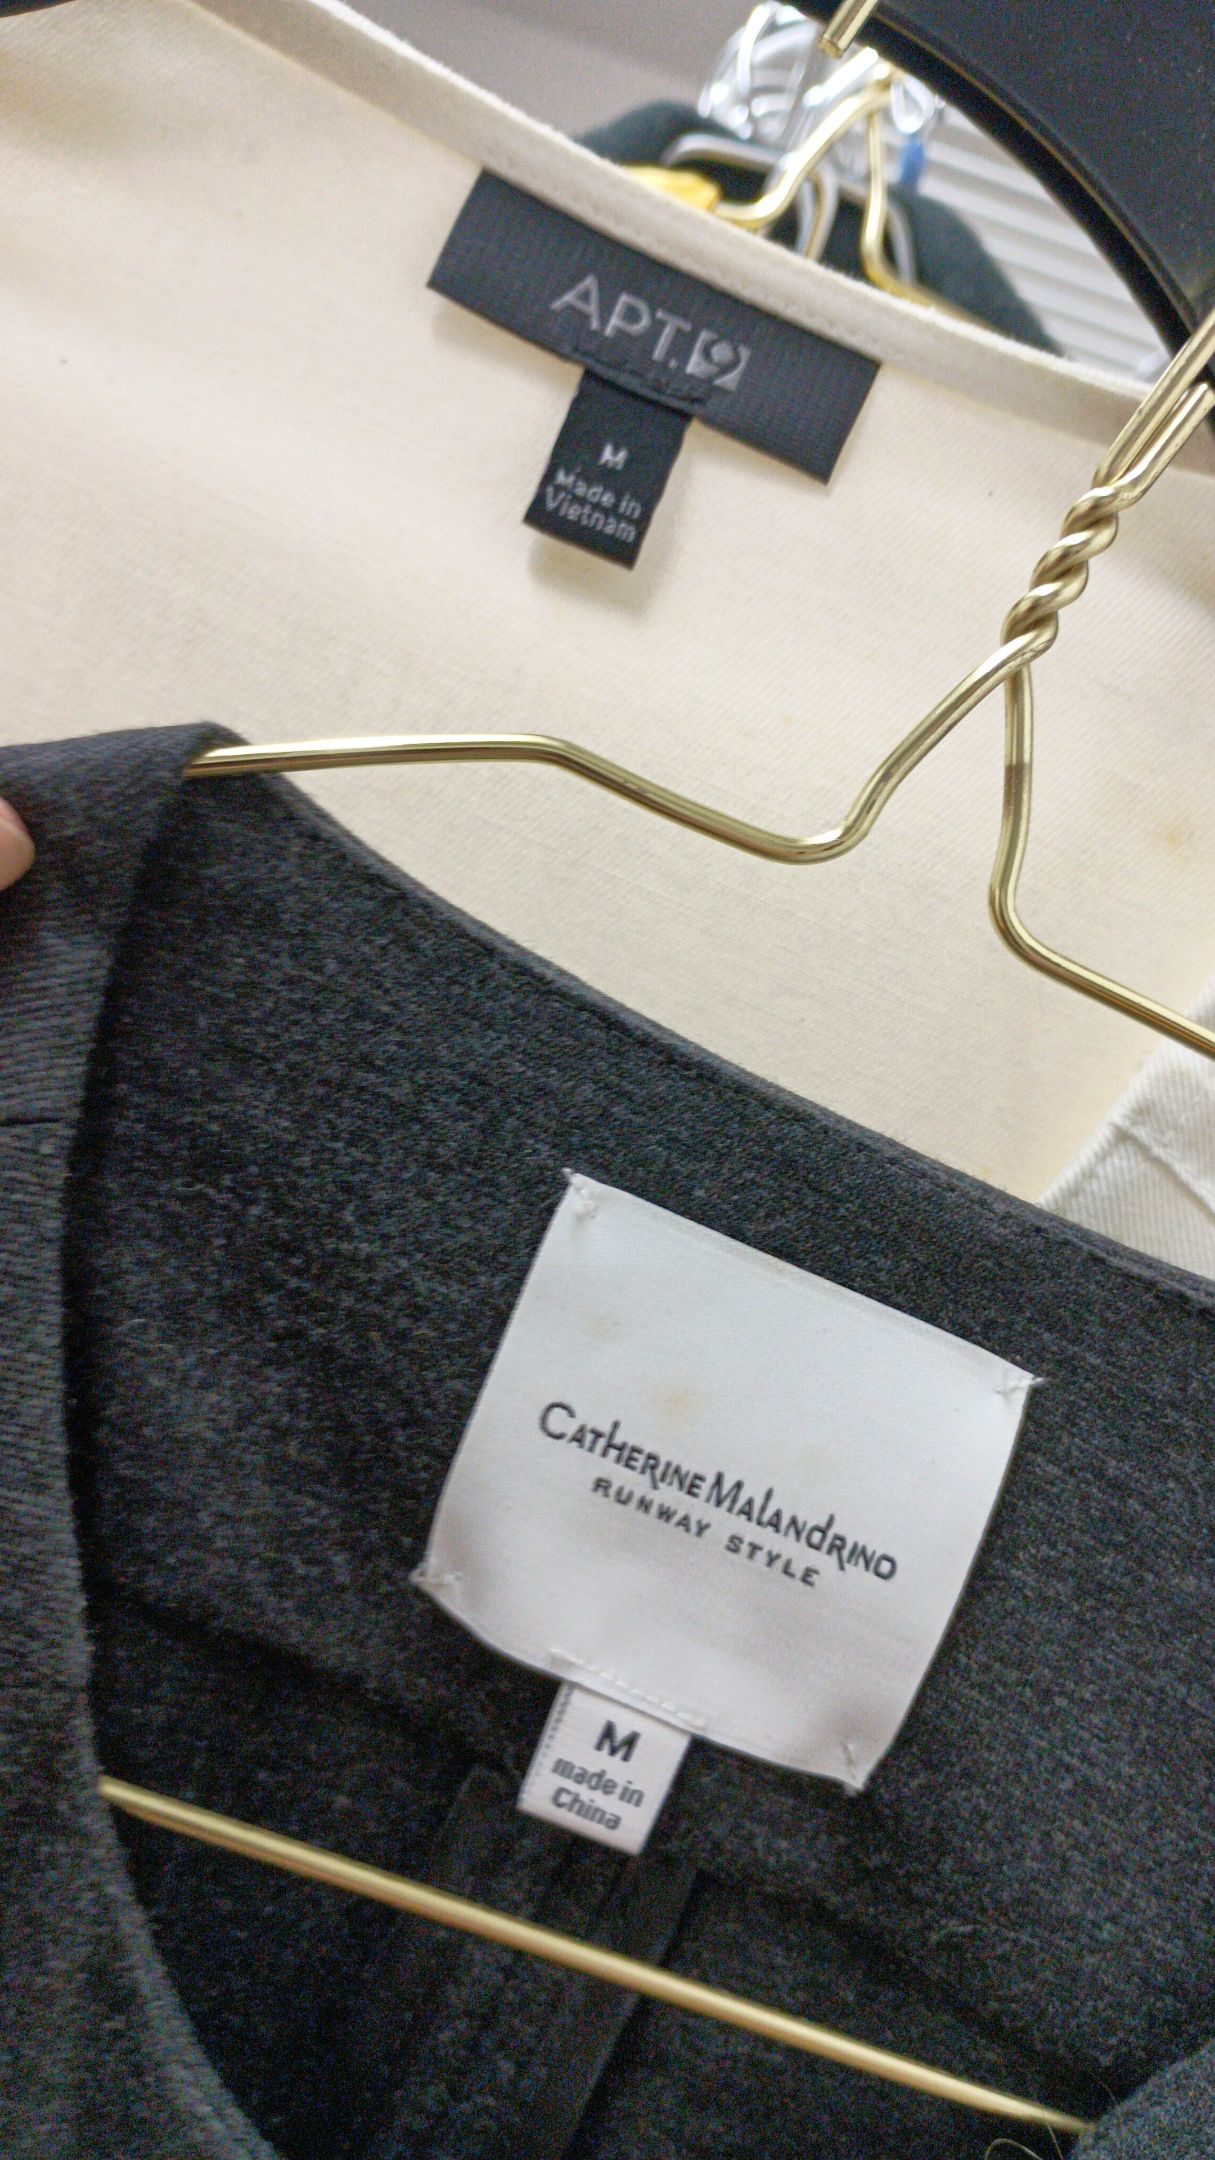 APT.9
M
Made in
Vietnam
CATHERINE MALANDRINO
RUNWAY STYLE
M
made in
China